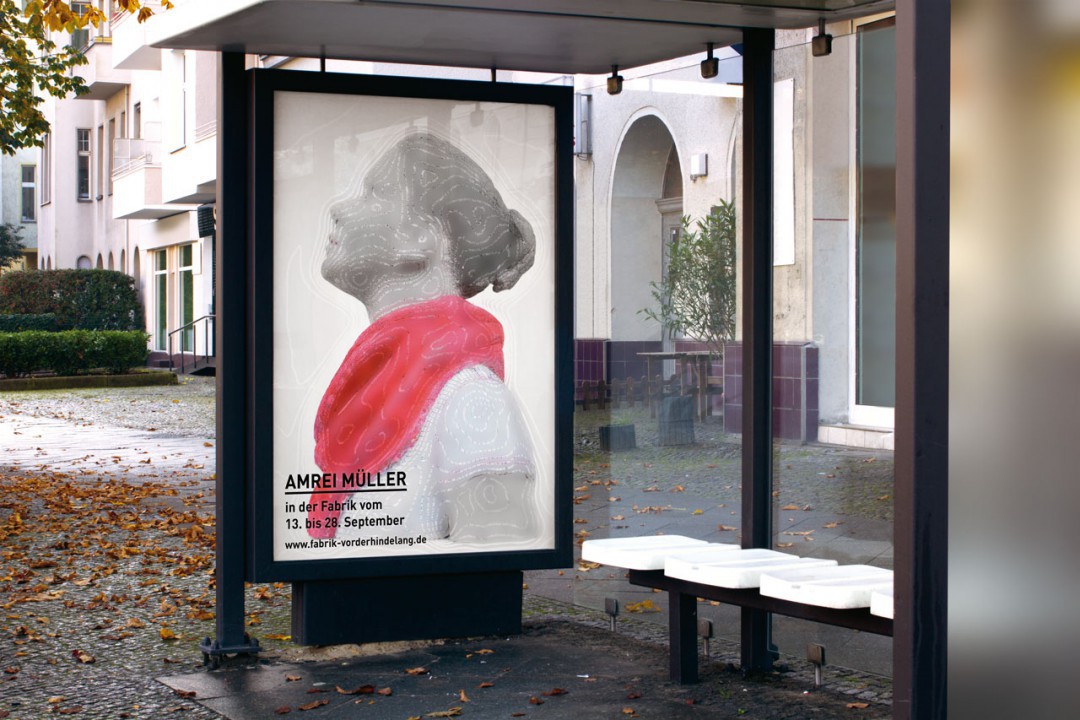 AMREI MÜLLER
in der Fabrik vom
13. bis 28. September
www.fabrik-vorderhindelang.de